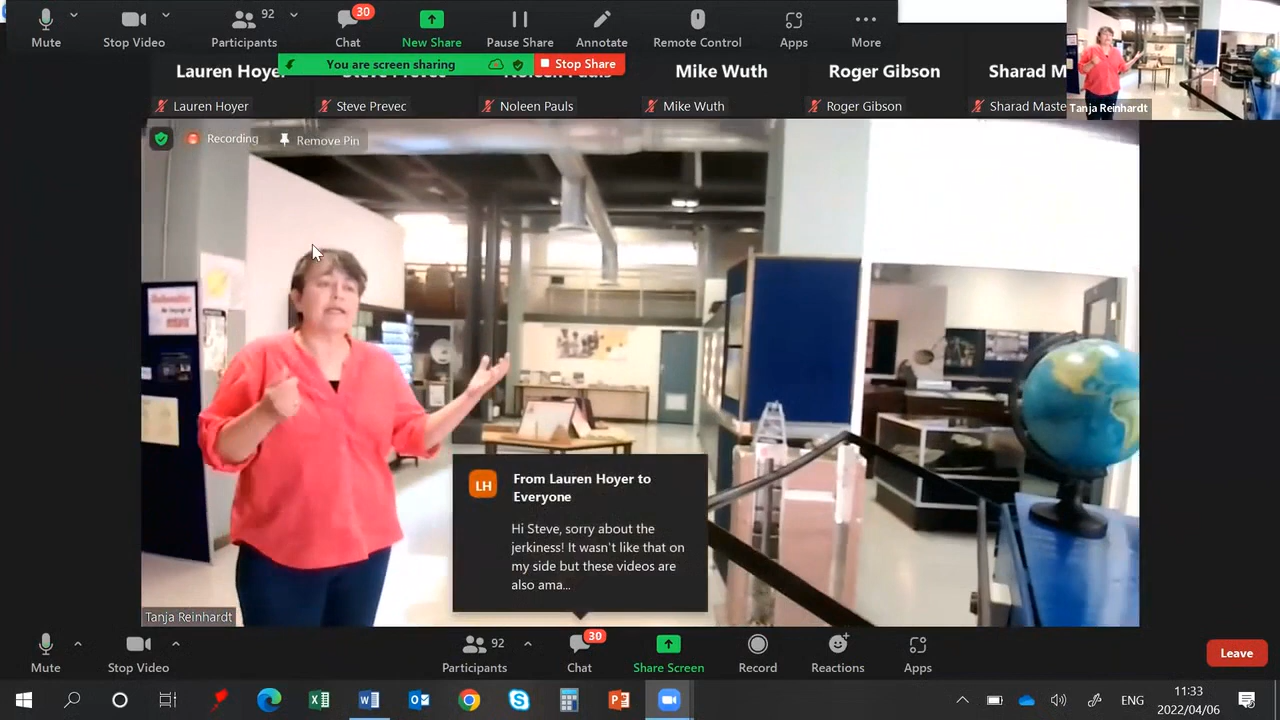 92
30
Mute
Stop Video
Participants
Chat
New Share
Pause Share
Annotate
Remote Control
Apps
More
You are screen sharing
Stop Share
Lauren Hoyer
Mike Wuth
Roger Gibson
Sharad M
Lauren Hoyer
Steve Prevec
Noleen Pauls
Mike Wuth
Roger Gibson
Sharad Maste
Tanja Reinhardt
Recording
Remove Pin
From Lauren Hoyer to
Everyone
LH
Hi Steve, sorry about the
jerkiness! It wasn't like that on
my side but these videos are
also ama...
Tanja Reinhardt
92
30
Mute
Stop Video
Participants
Chat
Share Screen
Record
Reactions
Apps
Leave
ENG
11:33
2022/04/06